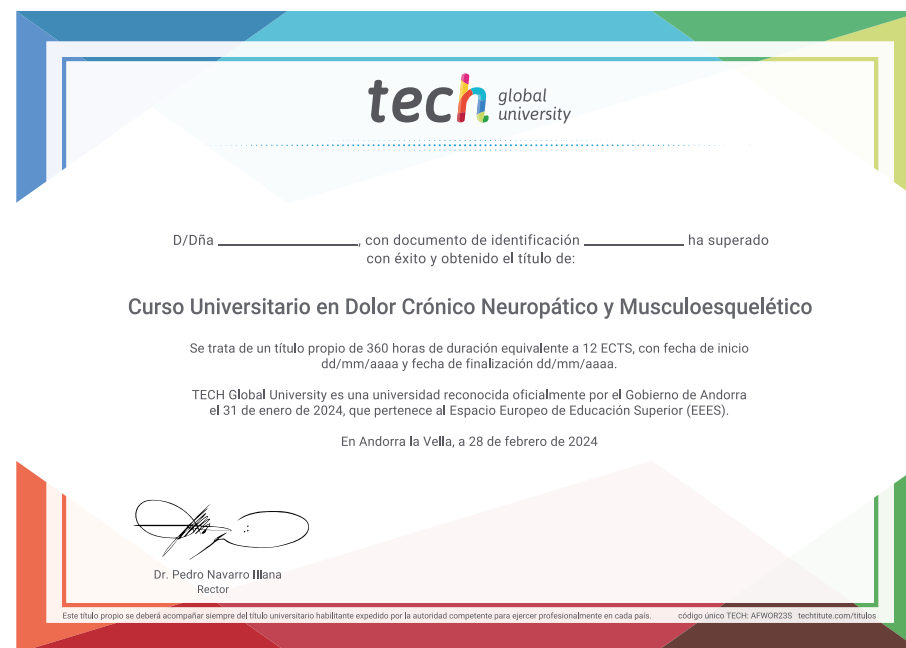 tech global university
D/Dña ____________________, con documento de identificación ______________ ha superado
con éxito y obtenido el título de:
Curso Universitario en Dolor Crónico Neuropático y Musculoesquelético
Se trata de un título propio de 360 horas de duración equivalente a 12 ECTS, con fecha de inicio
dd/mm/aaaa y fecha de finalización dd/mm/aaaa.
TECH Global University es una universidad reconocida oficialmente por el Gobierno de Andorra
el 31 de enero de 2024, que pertenece al Espacio Europeo de Educación Superior (EEES).
En Andorra la Vella, a 28 de febrero de 2024
Dr. Pedro Navarro Illana
Rector
Este título propio se deberá acompañar siempre del título universitario habilitante expedido por la autoridad competente para ejercer profesionalmente en cada país. código único TECH: AFWOR23S techtitute.com/titulos